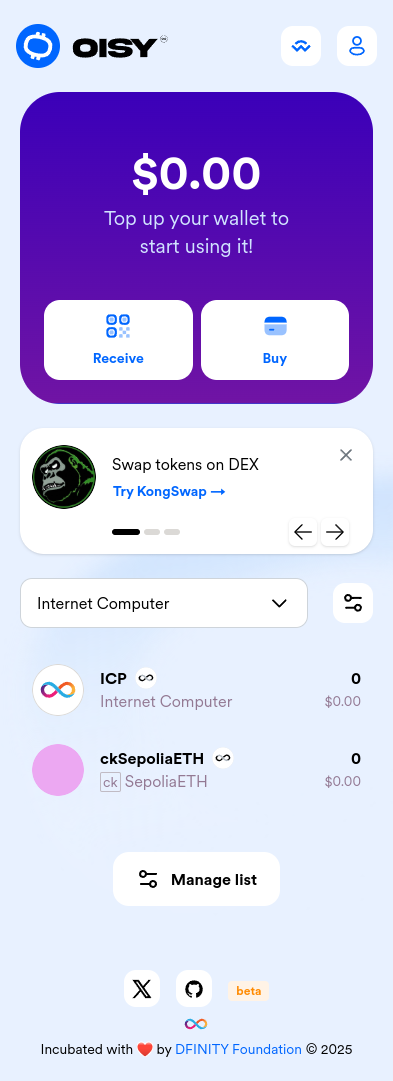 OISY
$0.00
Top up your wallet to
start using it!
Receive
Buy
Swap tokens on DEX
Try KongSwap →
Internet Computer
ICP
0
Internet Computer
$0.00
ckSepoliaETH
0
ck SepoliaETH
$0.00
Manage list
beta
Incubated with ❤️ by DFINITY Foundation © 2025